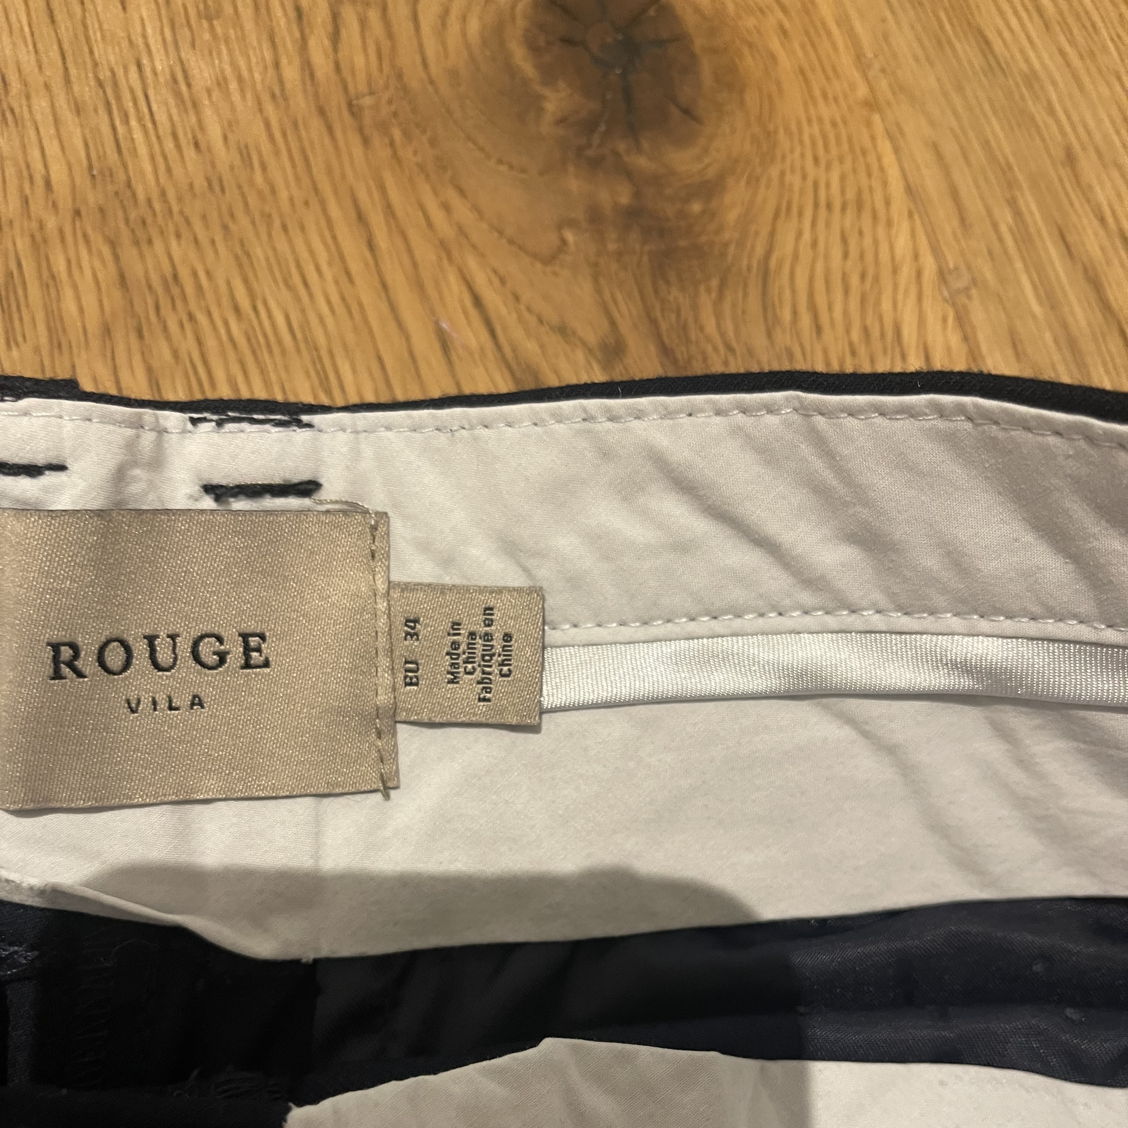 ROUGE
VILA
EU 34
Made in
China
Fabriqué en
Chine